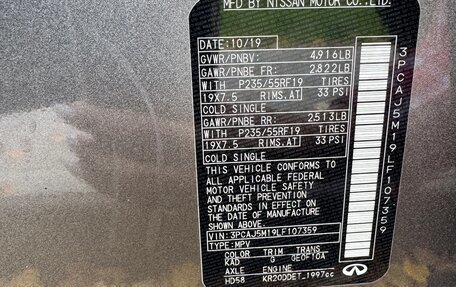 MFD BY NISSAN MOTOR CO.,LTD.
DATE:10/19
GVWR/PNBV: 4,916LB
GAWR/PNBE FR: 2,822LB
WITH P235/55RF19 TIRES
19X7.5 RIMS.AT 33 PSI
COLD SINGLE
GAWR/PNBE RR: 2,513LB
WITH P235/55RF19 TIRES
19X7.5 RIMS.AT 33 PSI
COLD SINGLE
THIS VEHICLE CONFORMS TO
ALL APPLICABLE FEDERAL
MOTOR VEHICLE SAFETY
AND THEFT PREVENTION
STANDARDS IN EFFECT ON
THE DATE OF MANUFACTURE
SHOWN ABOVE.
VIN: 3PCAJ5M19LF107359
TYPE: MPV
COLOR TRIM TRANS
KAD G GE0F10A
AXLE ENGINE
HD58 KR20DDET_1997cc
3PCAJ5M19LF107359